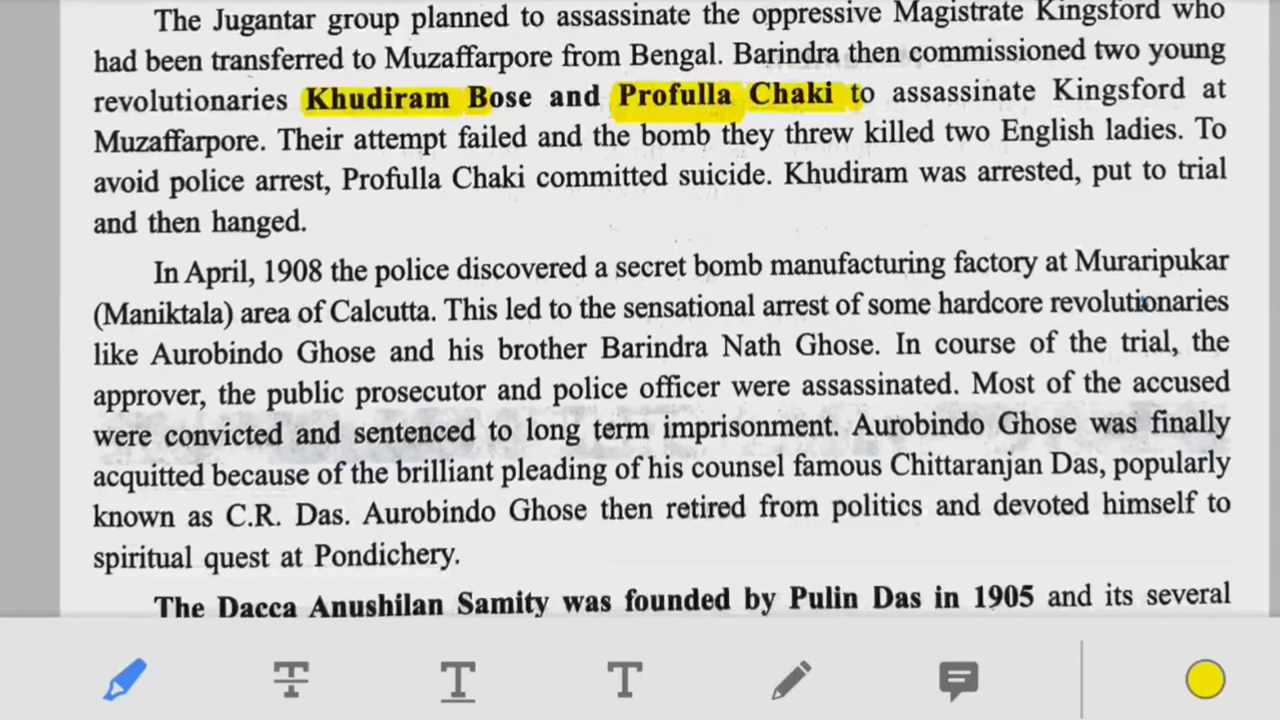 The Jugantar group planned to assassinate the oppressive Magistrate Kingsford who
had been transferred to Muzaffarpore from Bengal. Barindra then commissioned two young
revolutionaries Khudiram Bose and Profulla Chaki to assassinate Kingsford at
Muzaffarpore. Their attempt failed and the bomb they threw killed two English ladies. To
avoid police arrest, Profulla Chaki committed suicide. Khudiram was arrested, put to trial
and then hanged.
In April, 1908 the police discovered a secret bomb manufacturing factory at Muraripukar
(Maniktala) area of Calcutta. This led to the sensational arrest of some hardcore revolutionaries
like Aurobindo Ghose and his brother Barindra Nath Ghose. In course of the trial, the
approver, the public prosecutor and police officer were assassinated. Most of the accused
were convicted and sentenced to long term imprisonment. Aurobindo Ghose was finally
acquitted because of the brilliant pleading of his counsel famous Chittaranjan Das, popularly
known as C.R. Das. Aurobindo Ghose then retired from politics and devoted himself to
spiritual quest at Pondichery.
The Dacca Anushilan Samity was founded by Pulin Das in 1905 and its several